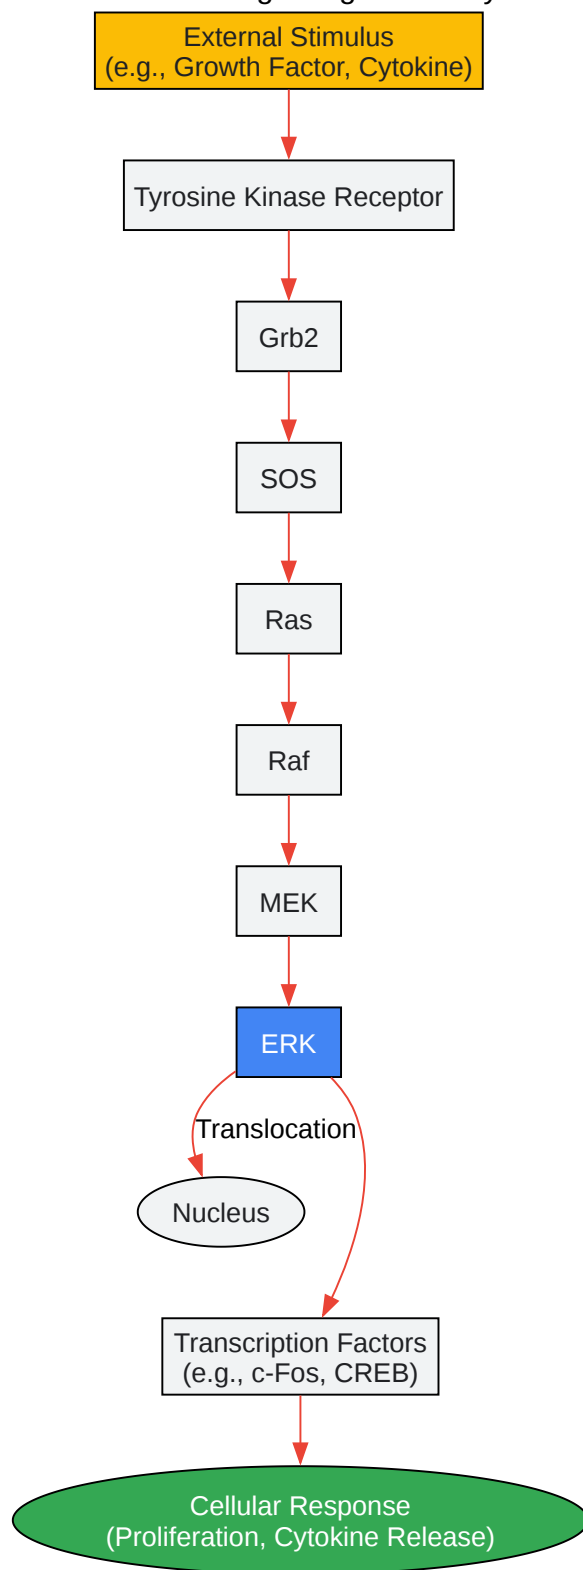 External Stimulus
(e.g., Growth Factor, Cytokine)
Tyrosine Kinase Receptor
Grb2
SOS
Ras
Raf
MEK
ERK
Translocation
Nucleus
Transcription Factors
(e.g., c-Fos, CREB)
Cellular Response
(Proliferation, Cytokine Release)